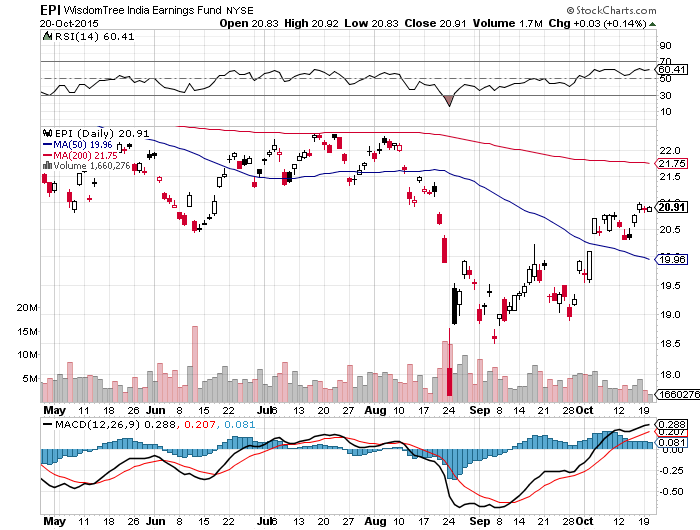 EPI WisdomTree India Earnings Fund NYSE © StockCharts.com
20-Oct-2015 Open 20.83 High 20.92 Low 20.83 Close 20.91 Volume 1.7M Chg +0.03 (+0.14%)
RSI(14) 60.41
90
70
60.41
50
30
10
EPI (Daily) 20.91
MA(50) 19.96
MA(200) 21.75
Volume 1,660,276
22.0
21.75
21.5
21.0
20.91
20.5
19.96
19.5
20M 19.0
15M
10M 18.5
5M 18.0
1660276
May 11 18 26 Jun 8 15 22 Jul 6 13 20 27 Aug 10 17 24 Sep 8 14 21 28 Oct 12 19
MACD(12,26,9) 0.288, 0.207, 0.081
0.288
0.207
0.081
0.00
-0.25
-0.50
May 11 18 26 Jun 8 15 22 Jul 6 13 20 27 Aug 10 17 24 Sep 8 14 21 28 Oct 12 19